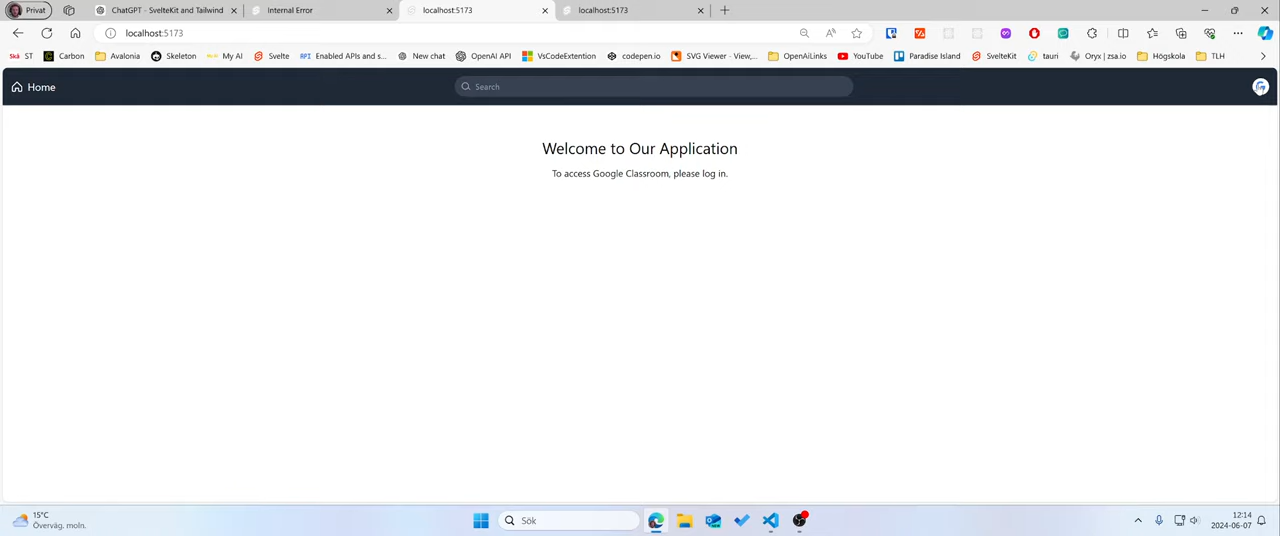 Privat
ChatGPT - SvelteKit and Tailwind
Internal Error
localhost:5173
localhost:5173
localhost:5173
ST
Carbon
Avalonia
Skeleton
My AI
Svelte
API
Enabled APIs and s...
New chat
OpenAI API
VsCodeExtention
codepen.io
SVG Viewer - View,...
OpenAiLinks
YouTube
Paradise Island
SvelteKit
tauri
Oryx | zsa.io
Högskola
TLH
Home
Search
Welcome to Our Application
To access Google Classroom, please log in.
15°C
Överväg. moln.
Sök
12:14
2024-06-07